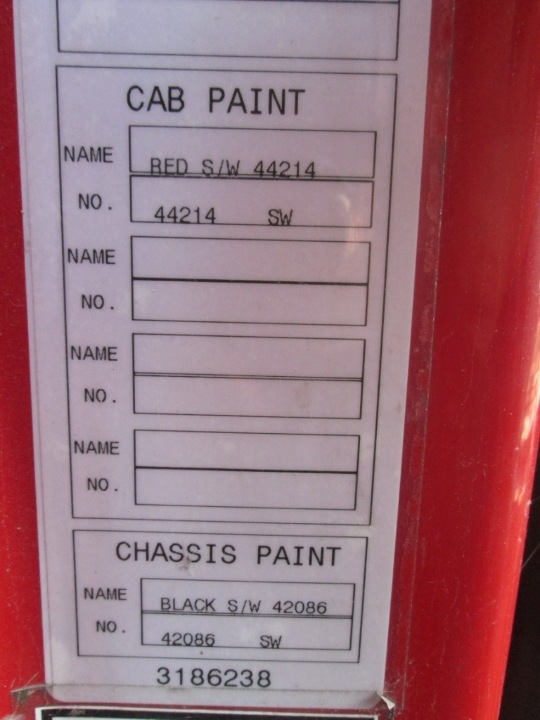 CAB PAINT
NAME RED S/W 44214
NO. 44214 SW
NAME
NO.
NAME
NO.
NAME
NO.
CHASSIS PAINT
NAME BLACK S/W 42086
NO. 42086 SW
3186238